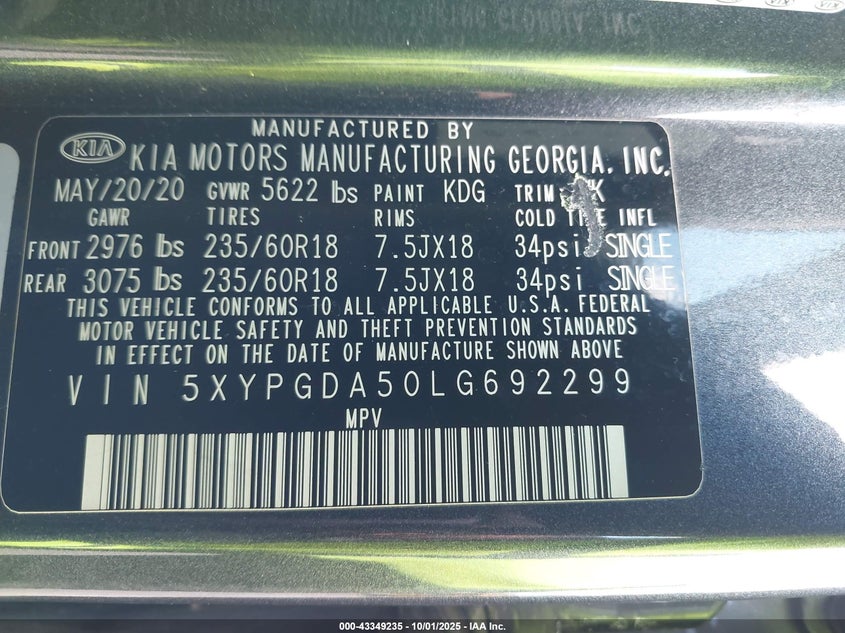 MANUFACTURED BY
KIA KIA MOTORS MANUFACTURING GEORGIA, INC.
MAY/20/20 GVWR 5622 lbs PAINT KDG TRIM
GAWR TIRES RIMS COLD TIRE INFL
FRONT 2976 lbs 235/60R18 7.5JX18 34psi SINGLE
REAR 3075 lbs 235/60R18 7.5JX18 34psi SINGLE
THIS VEHICLE CONFORMS TO ALL APPLICABLE U.S.A. FEDERAL
MOTOR VEHICLE SAFETY AND THEFT PREVENTION STANDARDS
IN EFFECT ON THE DATE OF MANUFACTURE SHOWN ABOVE
VIN 5XYPGDA50LG692299
MPV
000-43349235 - 10/01/2025 - IAA Inc.